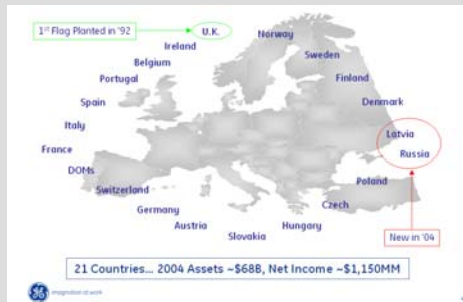 1ST Flag Planted in '92
U.K.
Norway
Ireland
Sweden
Belgium
Finland
Portugal
Denmark
Spain
Italy
Latvia
France
Russia
DOMs
Poland
Switzerland
Czech
Germany
Austria
Hungary
Slovakia
New in '04
21 Countries... 2004 Assets ~$68B, Net Income ~$1,150MM
imagination at work